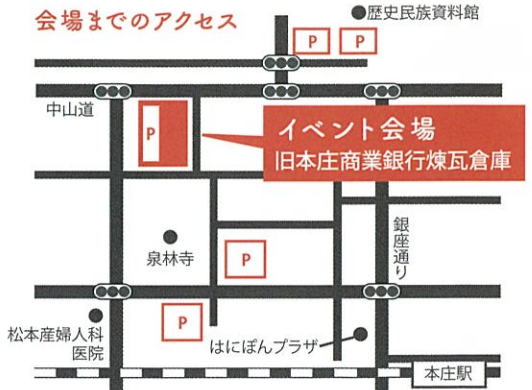 会場までのアクセス
歴史民族資料館
P
P
中山道
P
イベント会場
旧本庄商業銀行煉瓦倉庫
銀座通り
泉林寺
P
P
松本産婦人科
医院
はにぽんプラザ
本庄駅